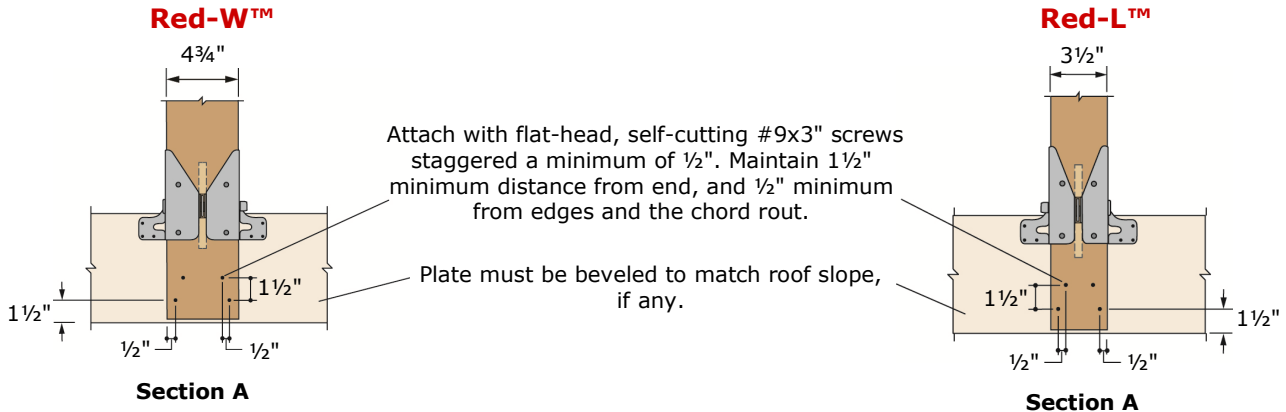 Red-W™
Red-L™
4¾"
3½"
Attach with flat-head, self-cutting #9x3" screws
staggered a minimum of ½". Maintain 1½"
minimum distance from end, and ½" minimum
from edges and the chord rout.
Plate must be beveled to match roof slope,
if any.
1½"
1½"
½"
½"
1½"
1½"
½"
½"
Section A
Section A